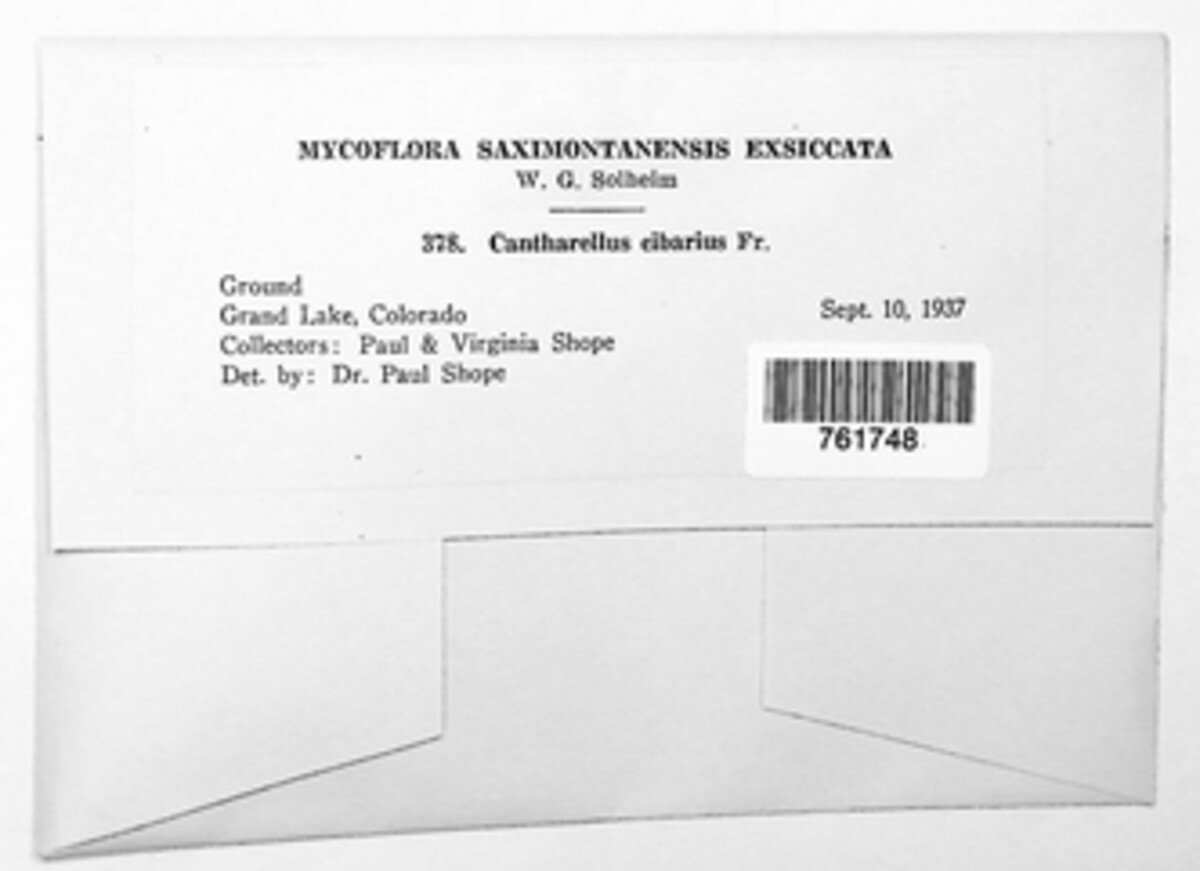 MYCOFLORA SAXIMONTANENSIS EXSICCATA
W. G. Solheim
378. Cantharellus cibarius Fr.
Ground
Grand Lake, Colorado
Sept. 10, 1937
Collectors: Paul & Virginia Shope
Det. by: Dr. Paul Shope
761748